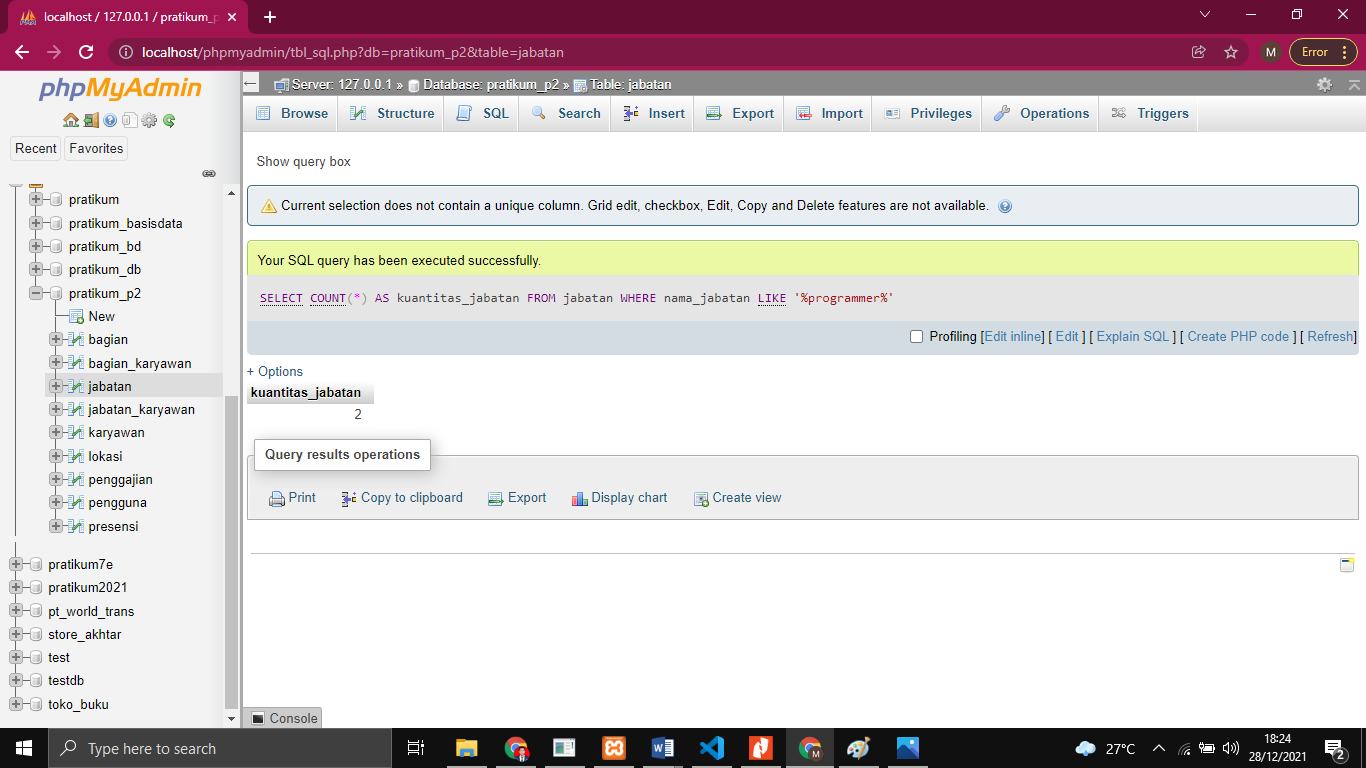 localhost / 127.0.0.1 / pratikum_p
localhost/phpmyadmin/tbl_sql.php?db=pratikum_p2&table=jabatan
M
Error
phpMyAdmin
Recent
Favorites
pratikum
pratikum_basisdata
pratikum_bd
pratikum_db
pratikum_p2
New
bagian
bagian_karyawan
jabatan
jabatan_karyawan
karyawan
lokasi
penggajian
pengguna
presensi
pratikum7e
pratikum2021
pt_world_trans
store_akhtar
test
testdb
toko_buku
Server: 127.0.0.1 » Database: pratikum_p2 » Table: jabatan
Browse Structure SQL Search Insert Export Import Privileges Operations Triggers
Show query box
Current selection does not contain a unique column. Grid edit, checkbox, Edit, Copy and Delete features are not available.
Your SQL query has been executed successfully.
SELECT COUNT(*) AS kuantitas_jabatan FROM jabatan WHERE nama_jabatan LIKE '%programmer%'
Profiling [Edit inline] [ Edit ] [ Explain SQL ] [ Create PHP code ] [ Refresh]
+ Options
kuantitas_jabatan
2
Query results operations
Print Copy to clipboard Export Display chart Create view
Console
Type here to search
27°C
18:24
28/12/2021
2